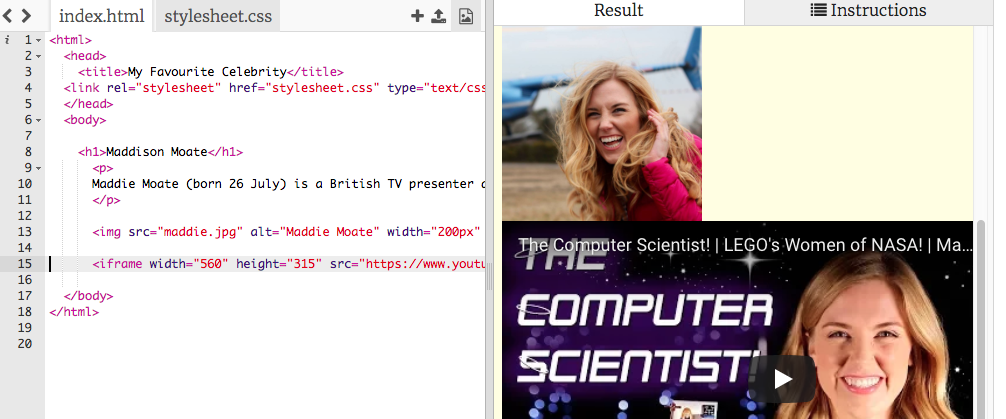 index.html stylesheet.css
i 1 <html>
2 <head>
3 <title>My Favourite Celebrity</title>
4 <link rel="stylesheet" href="stylesheet.css" type="text/css
5 </head>
6 <body>
7
8 <h1>Maddison Moate</h1>
9 <p>
10 Maddie Moate (born 26 July) is a British TV presenter
11 </p>
12
13 <img src="maddie.jpg" alt="Maddie Moate" width="200px"
14
15 <iframe width="560" height="315" src="https://www.youtu
16
17 </body>
18 </html>
19
20
Result Instructions
The Computer Scientist! | LEGO's Women of NASA! | Ma...
THE
COMPUTER
SCIENTIST!